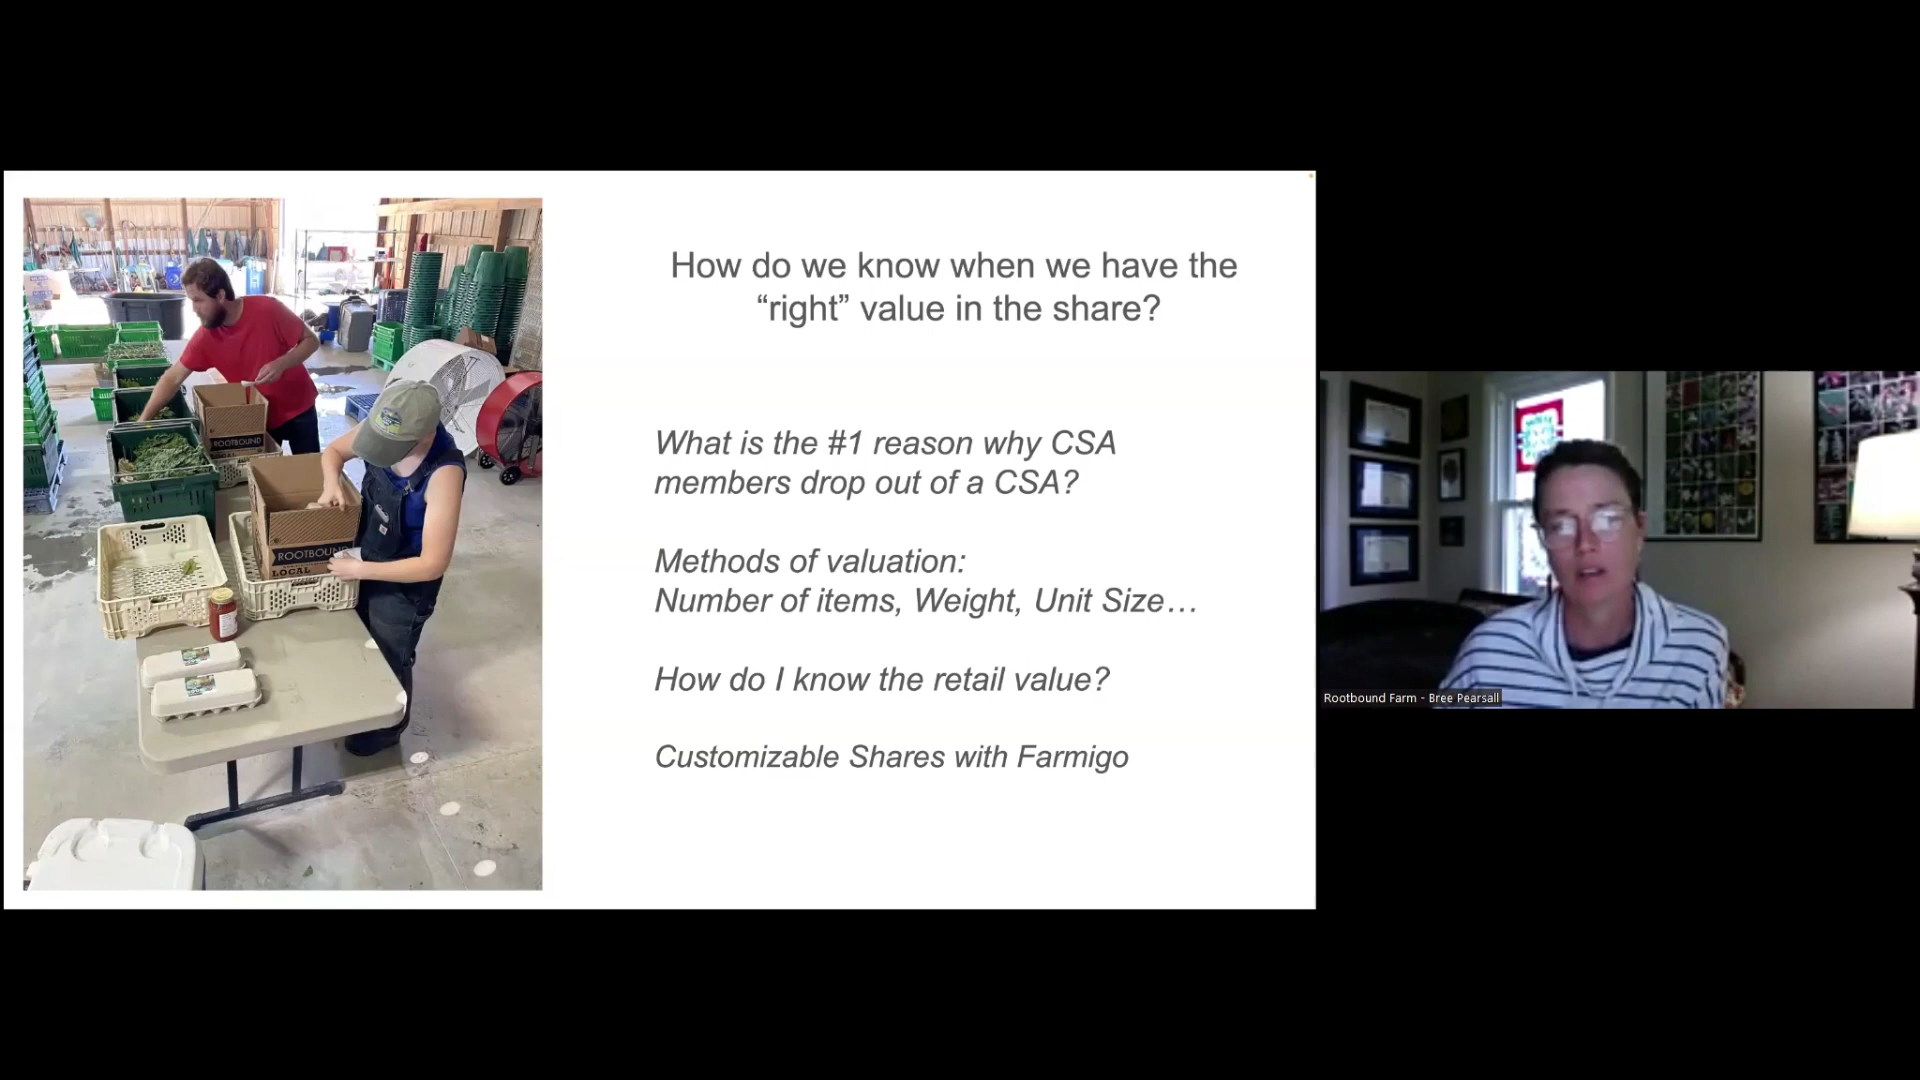 How do we know when we have the
“right” value in the share?
What is the #1 reason why CSA
members drop out of a CSA?
Methods of valuation:
Number of items, Weight, Unit Size…
How do I know the retail value?
Customizable Shares with Farmigo
ROOTBOUND
ROOTBOUND
LOCAL
Rootbound Farm - Bree Pearsall